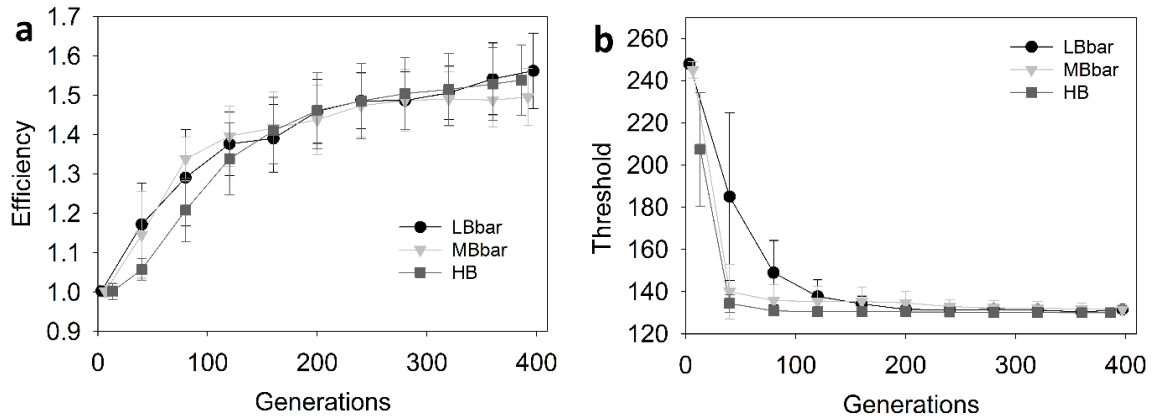 a
1.7
1.6
1.5
1.4
1.3
1.2
1.1
1.0
0.9
Efficiency
LBbar
MBbar
HB
0 100 200 300 400
Generations
b
260
240
220
200
180
160
140
120
Threshold
LBbar
MBbar
HB
0 100 200 300 400
Generations